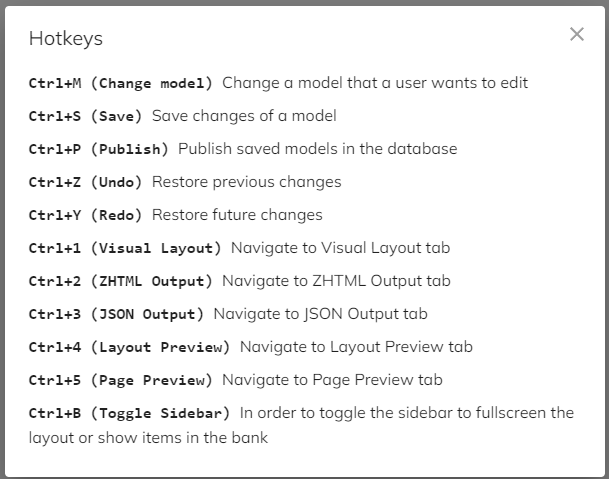 Hotkeys
Ctrl+M (Change model) Change a model that a user wants to edit
Ctrl+S (Save) Save changes of a model
Ctrl+P (Publish) Publish saved models in the database
Ctrl+Z (Undo) Restore previous changes
Ctrl+Y (Redo) Restore future changes
Ctrl+1 (Visual Layout) Navigate to Visual Layout tab
Ctrl+2 (ZHTML Output) Navigate to ZHTML Output tab
Ctrl+3 (JSON Output) Navigate to JSON Output tab
Ctrl+4 (Layout Preview) Navigate to Layout Preview tab
Ctrl+5 (Page Preview) Navigate to Page Preview tab
Ctrl+B (Toggle Sidebar) In order to toggle the sidebar to fullscreen the
layout or show items in the bank